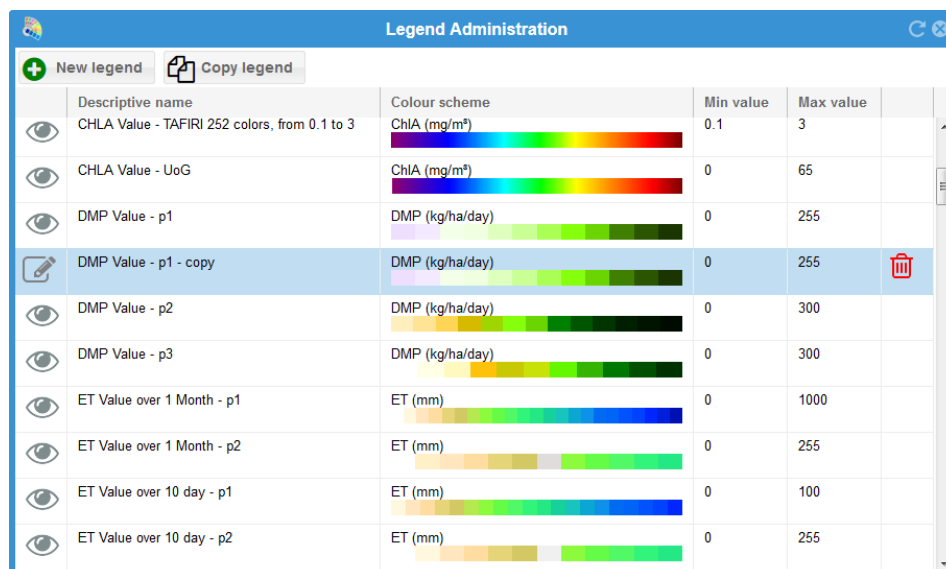 Legend Administration
New legend Copy legend
Descriptive name Colour scheme Min value Max value
CHLA Value - TAFIRI 252 colors, from 0.1 to 3 ChlA (mg/m³) 0.1 3
CHLA Value - UoG ChlA (mg/m³) 0 65
DMP Value - p1 DMP (kg/ha/day) 0 255
DMP Value - p1 - copy DMP (kg/ha/day) 0 255
DMP Value - p2 DMP (kg/ha/day) 0 300
DMP Value - p3 DMP (kg/ha/day) 0 300
ET Value over 1 Month - p1 ET (mm) 0 1000
ET Value over 1 Month - p2 ET (mm) 0 255
ET Value over 10 day - p1 ET (mm) 0 100
ET Value over 10 day - p2 ET (mm) 0 255